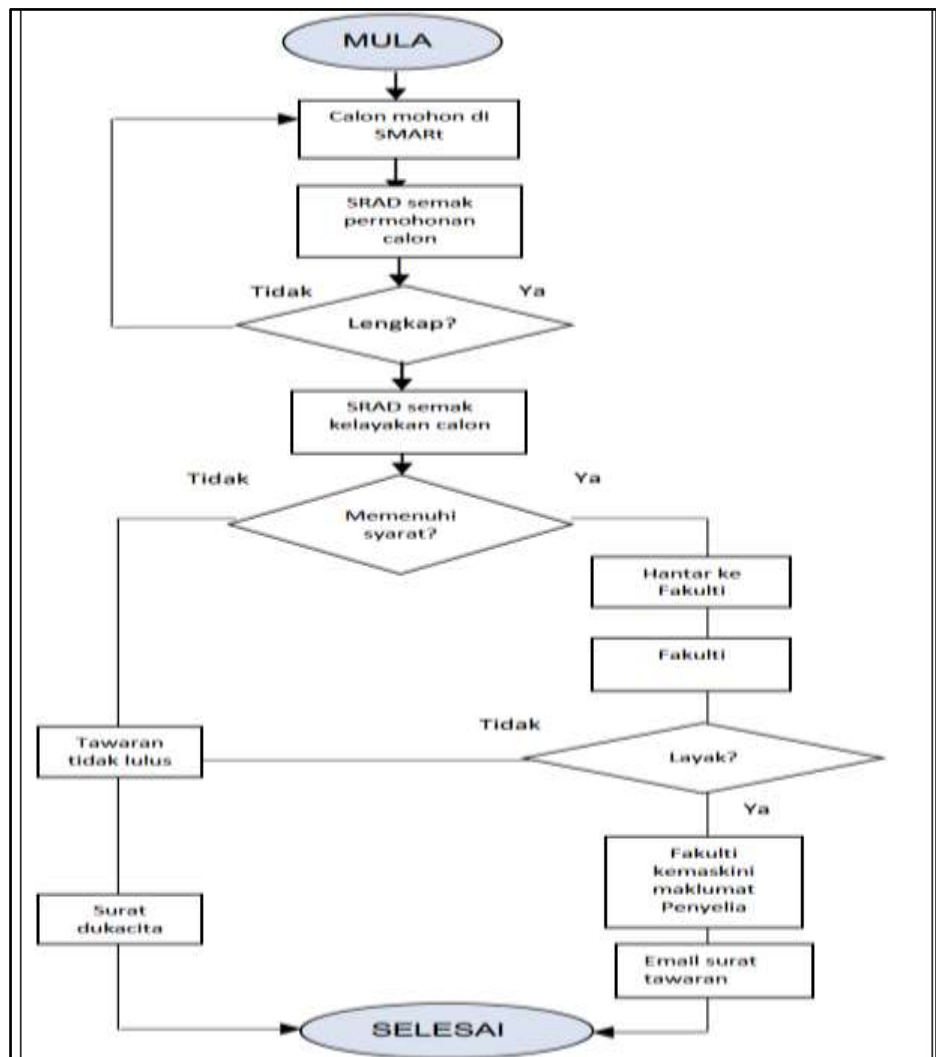 MULA
Calon mohon di
SMARt
SRAD semak
permohonan
calon
Tidak
Ya
Lengkap?
SRAD semak
kelayakan calon
Tidak
Ya
Memenuhi
syarat?
Hantar ke
Fakulti
Fakulti
Tidak
Tawaran
tidak lulus
Layak?
Ya
Fakulti
kemaskini
maklumat
Penyelia
Surat
dukacita
Email surat
tawaran
SELESAI